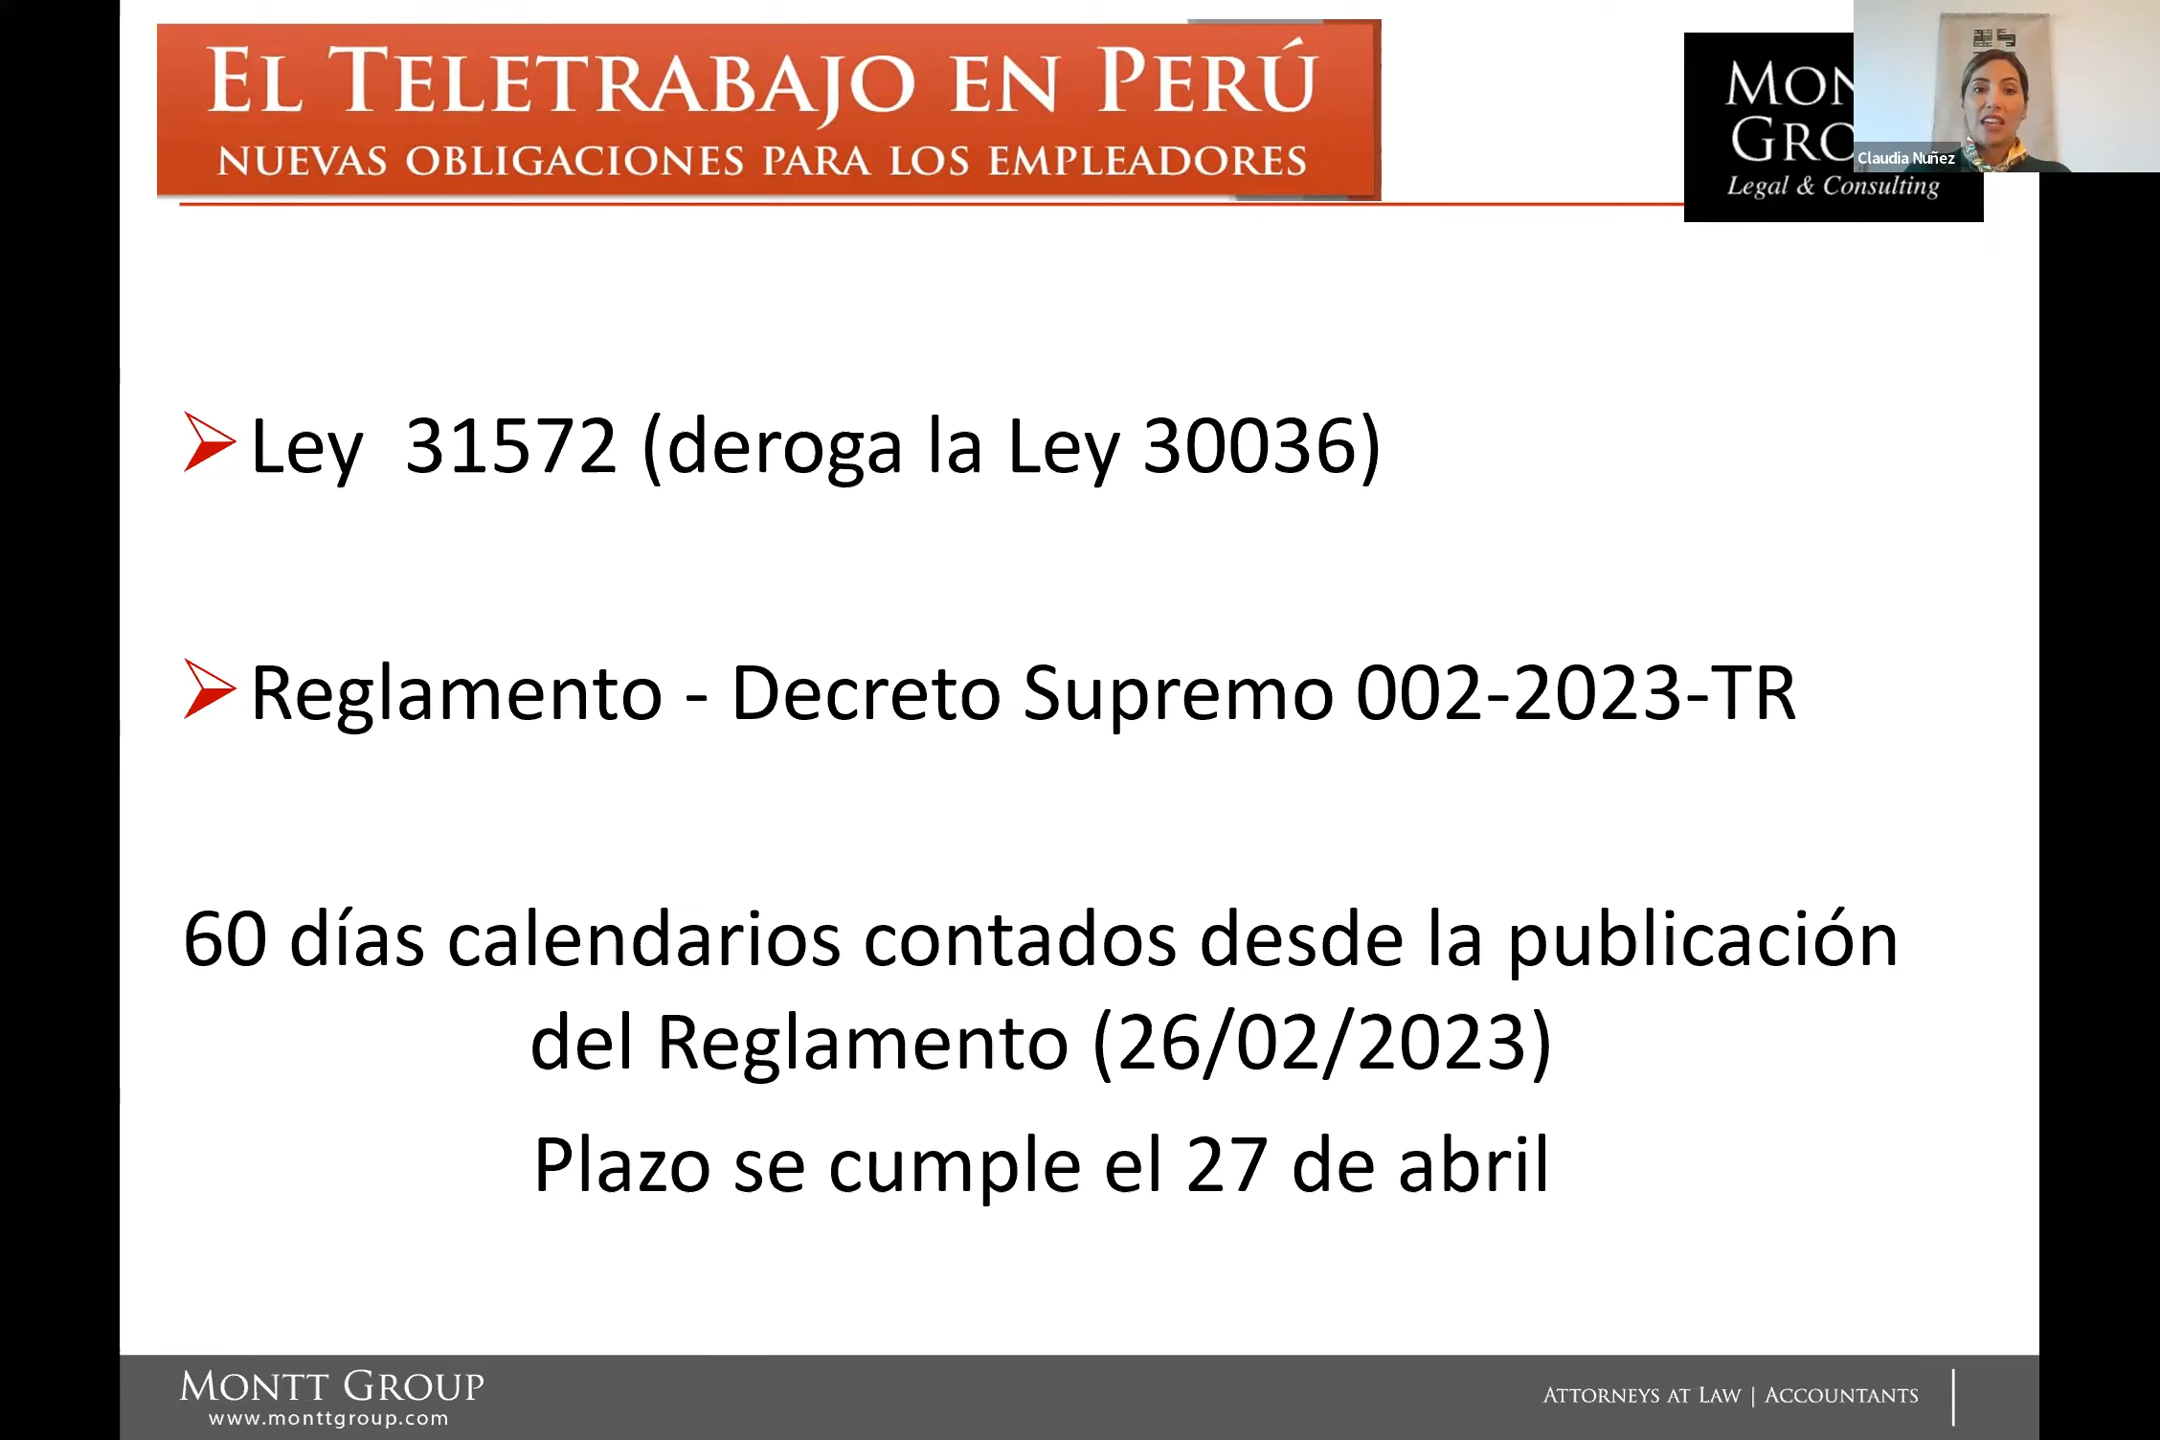 EL TELETRABAJO EN PERÚ
NUEVAS OBLIGACIONES PARA LOS EMPLEADORES
Legal & Consulting
Claudia Nuñez
Ley 31572 (deroga la Ley 30036)
Reglamento - Decreto Supremo 002-2023-TR
60 días calendarios contados desde la publicación
del Reglamento (26/02/2023)
Plazo se cumple el 27 de abril
MONTT GROUP
www.monttgroup.com
ATTORNEYS AT LAW | ACCOUNTANTS